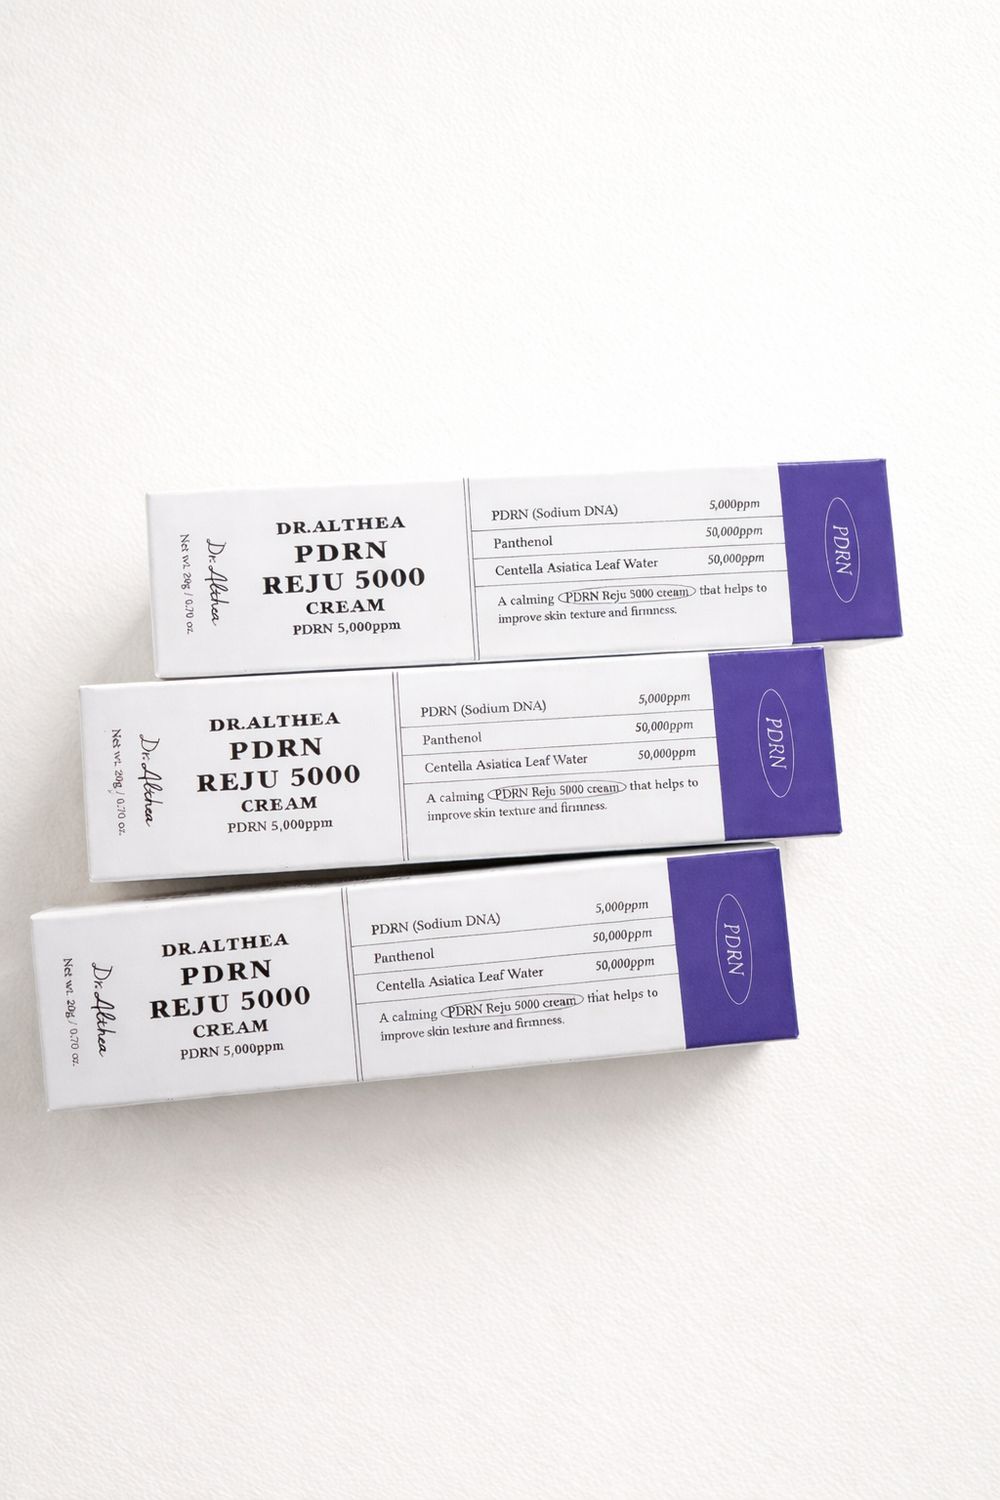 Dr.Althea
Net wt. 20g / 0.70 oz.
DR.ALTHEA
PDRN
REJU 5000
CREAM
PDRN 5,000ppm
PDRN (Sodium DNA) 5,000ppm
Panthenol 50,000ppm
Centella Asiatica Leaf Water 50,000ppm
A calming PDRN Reju 5000 cream that helps to
improve skin texture and firmness.
PDRN
Dr.Althea
Net wt. 20g / 0.70 oz.
DR.ALTHEA
PDRN
REJU 5000
CREAM
PDRN 5,000ppm
PDRN (Sodium DNA) 5,000ppm
Panthenol 50,000ppm
Centella Asiatica Leaf Water 50,000ppm
A calming PDRN Reju 5000 cream that helps to
improve skin texture and firmness.
PDRN
Dr.Althea
Net wt. 20g / 0.70 oz.
DR.ALTHEA
PDRN
REJU 5000
CREAM
PDRN 5,000ppm
PDRN (Sodium DNA) 5,000ppm
Panthenol 50,000ppm
Centella Asiatica Leaf Water 50,000ppm
A calming PDRN Reju 5000 cream that helps to
improve skin texture and firmness.
PDRN